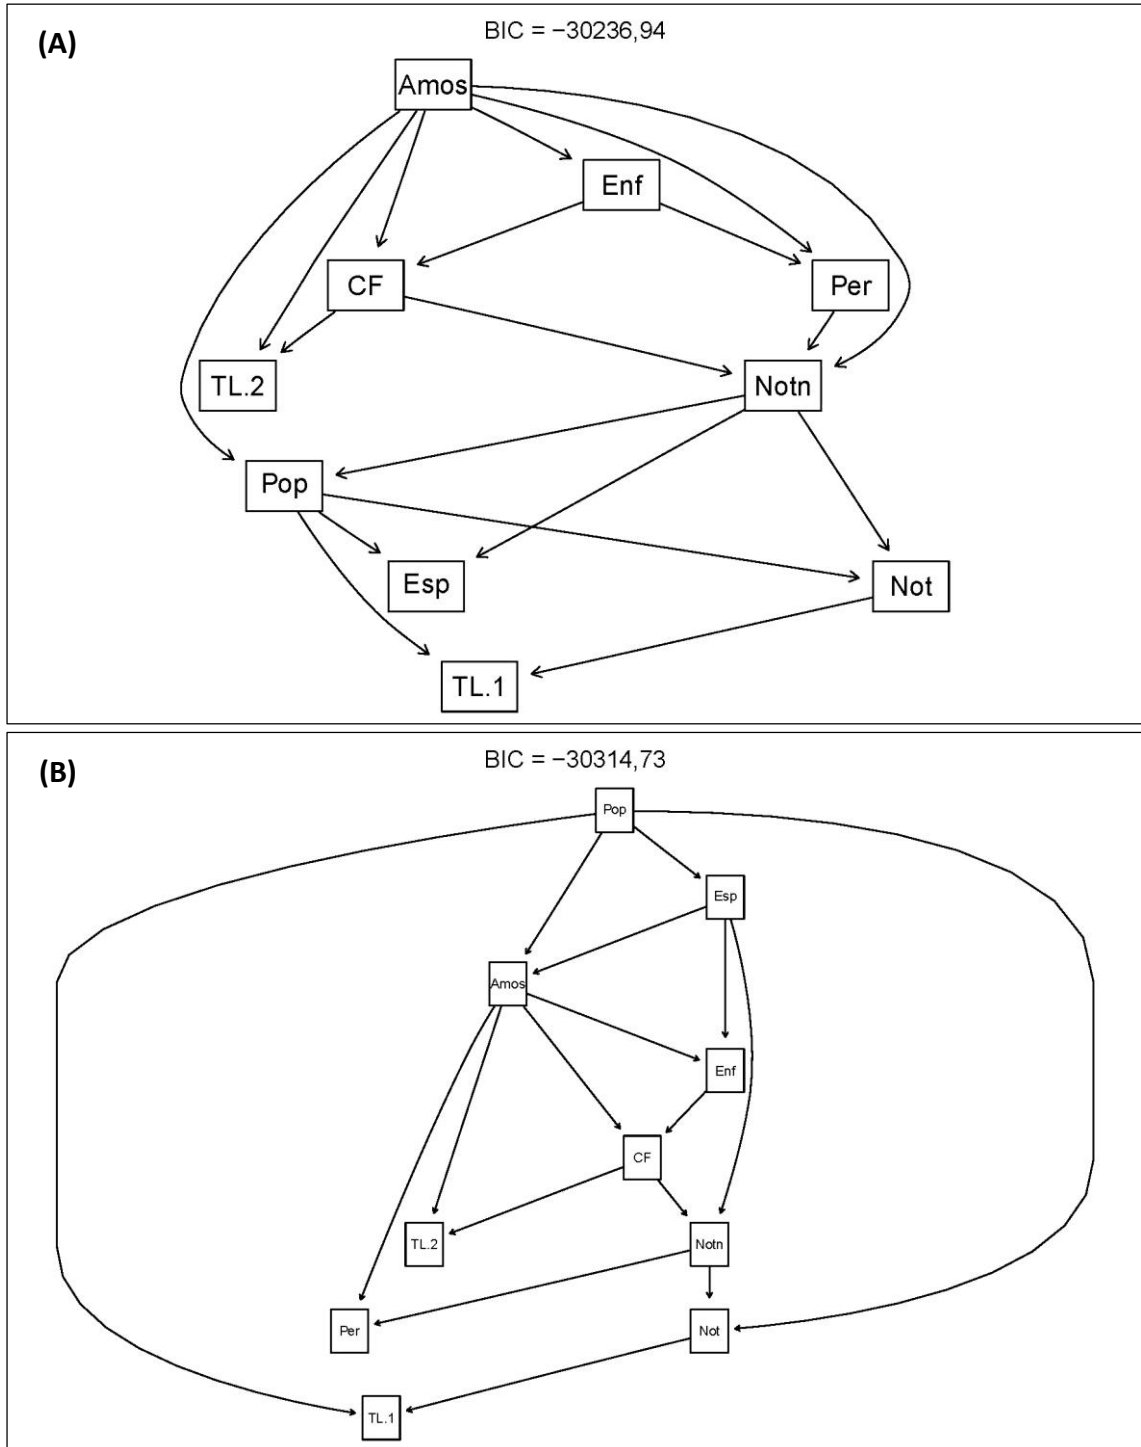 (A)
BIC = −30236,94
Amos
Enf
CF
Per
TL.2
Notn
Pop
Esp
Not
TL.1
(B)
BIC = −30314,73
Pop
Esp
Amos
Enf
CF
TL.2
Notn
Per
Not
TL.1